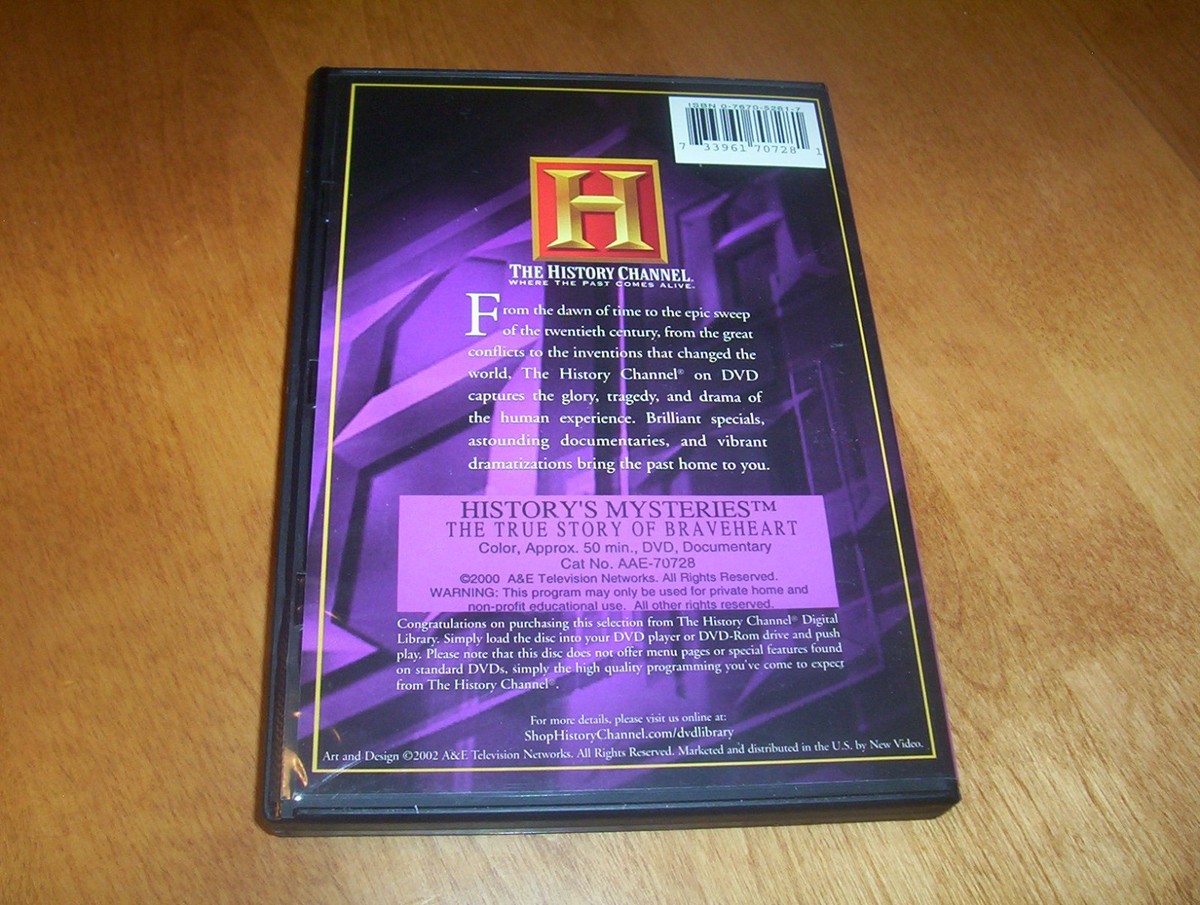 ISBN 0-7670-5261-7
7 33961 70728 1
H
THE HISTORY CHANNEL.
WHERE THE PAST COMES ALIVE.
From the dawn of time to the epic sweep
of the twentieth century, from the great
conflicts to the inventions that changed the
world, The History Channel® on DVD
captures the glory, tragedy, and drama of
the human experience. Brilliant specials,
astounding documentaries, and vibrant
dramatizations bring the past home to you.
HISTORY'S MYSTERIES™
THE TRUE STORY OF BRAVEHEART
Color, Approx. 50 min., DVD, Documentary
Cat No. AAE-70728
©2000 A&E Television Networks. All Rights Reserved.
WARNING: This program may only be used for private home and
non-profit educational use. All other rights reserved.
Congratulations on purchasing this selection from The History Channel® Digital
Library. Simply load the disc into your DVD player or DVD-Rom drive and push
play. Please note that this disc does not offer menu pages or special features found
on standard DVDs, simply the high quality programming you've come to expect
from The History Channel®.
For more details, please visit us online at:
ShopHistoryChannel.com/dvdlibrary
Art and Design ©2002 A&E Television Networks. All Rights Reserved. Marketed and distributed in the U.S. by New Video.